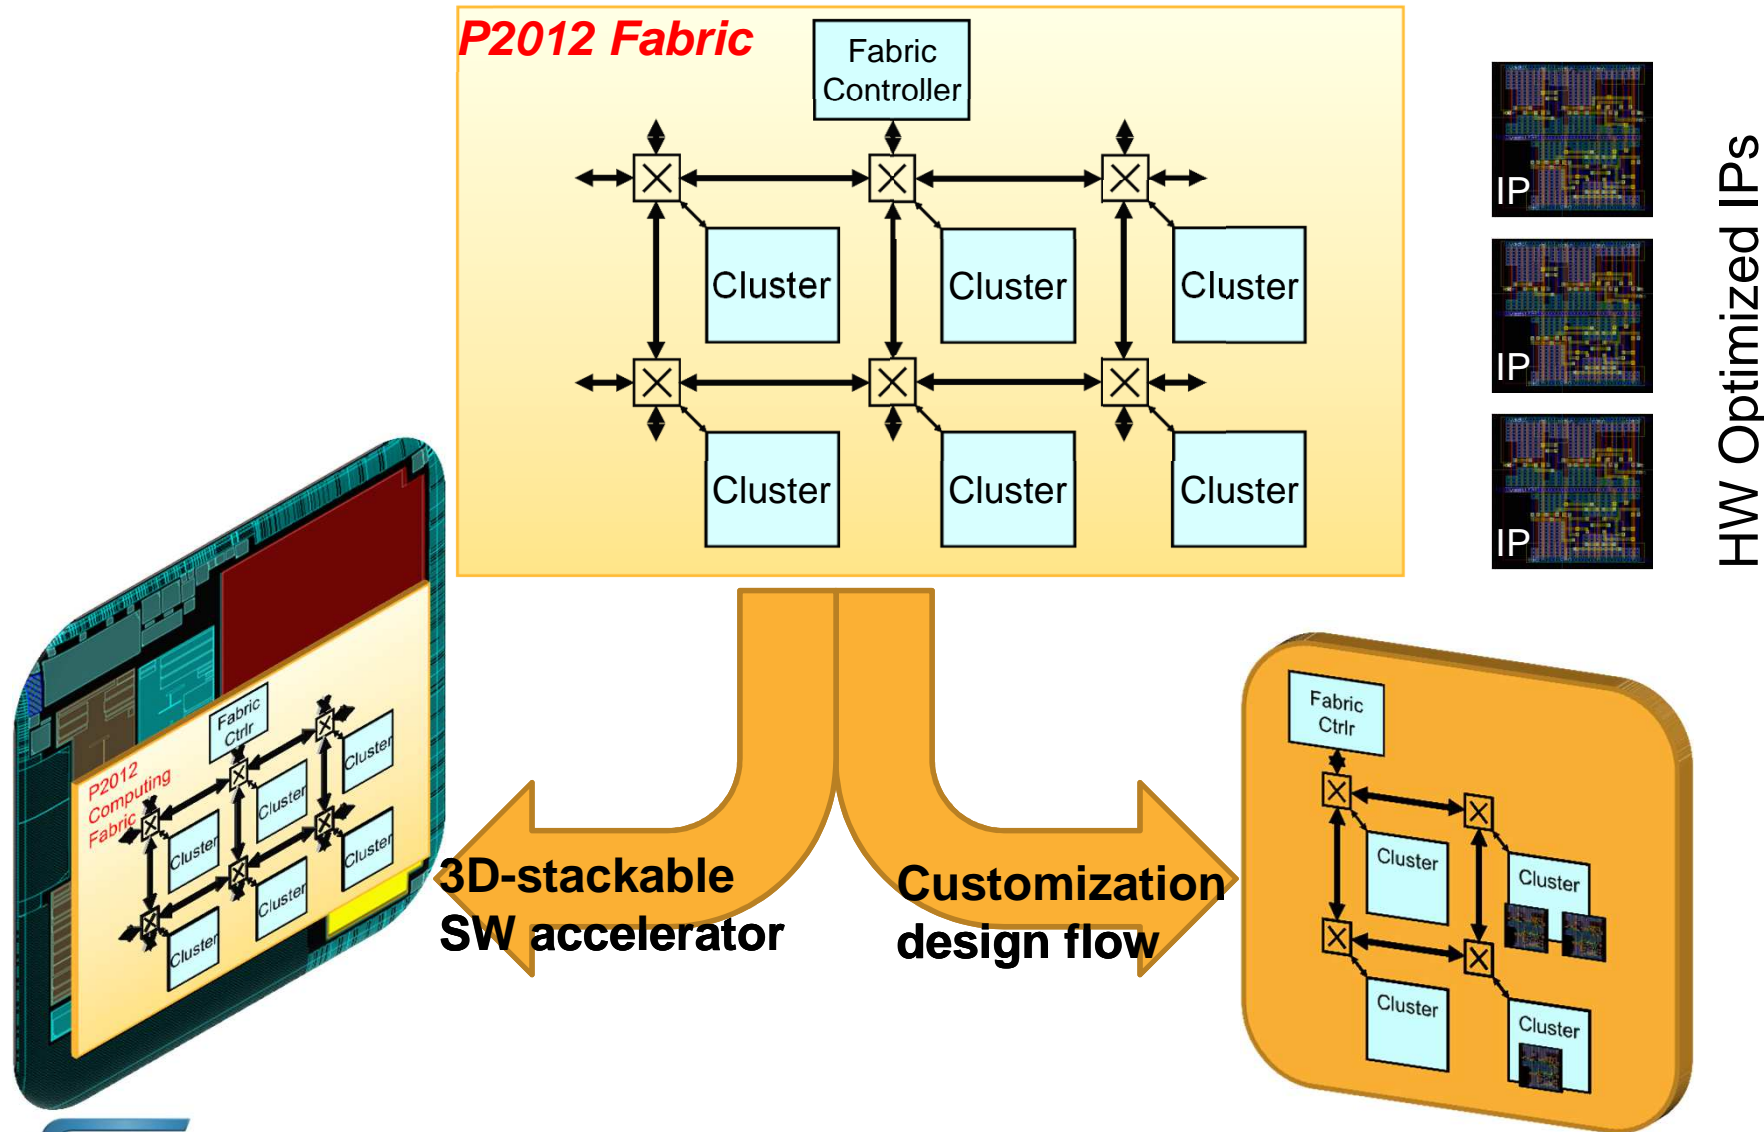 P2012 Fabric
Fabric
Controller
Cluster
Cluster
Cluster
Cluster
Cluster
Cluster
IP
IP
IP
HW Optimized IPs
P2012
Computing
Fabric
Fabric
Ctrlr
Cluster
Cluster
Cluster
Cluster
Cluster
Cluster
3D-stackable
SW accelerator
Customization
design flow
Fabric
Ctrlr
Cluster
Cluster
Cluster
Cluster